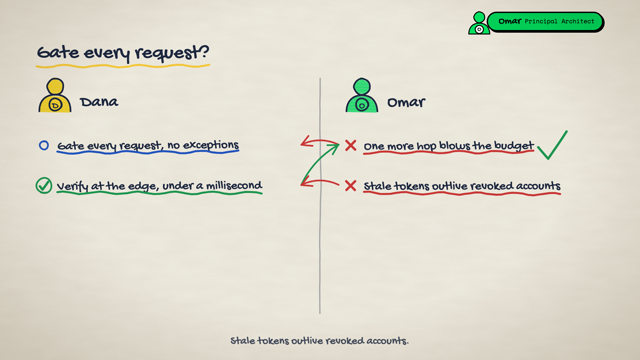 Omar Principal Architect
Gate every request?
D
Dana
O
Omar
Gate every request, no exceptions
One more hop blows the budget
Verify at the edge, under a millisecond
Stale tokens outlive revoked accounts
Stale tokens outlive revoked accounts.